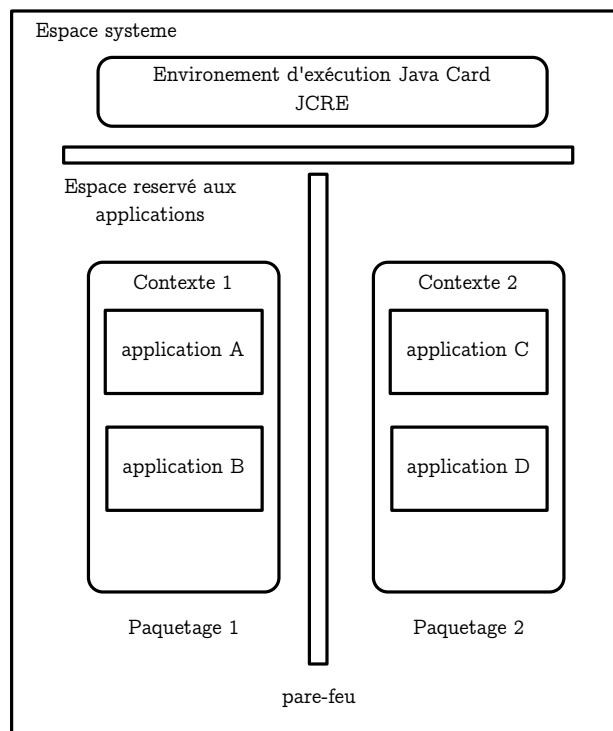 Espace systeme
Environement d'exécution Java Card
JCRE
Espace reservé aux
applications
Contexte 1
Contexte 2
application A
application C
application B
application D
Paquetage 1
Paquetage 2
pare-feu